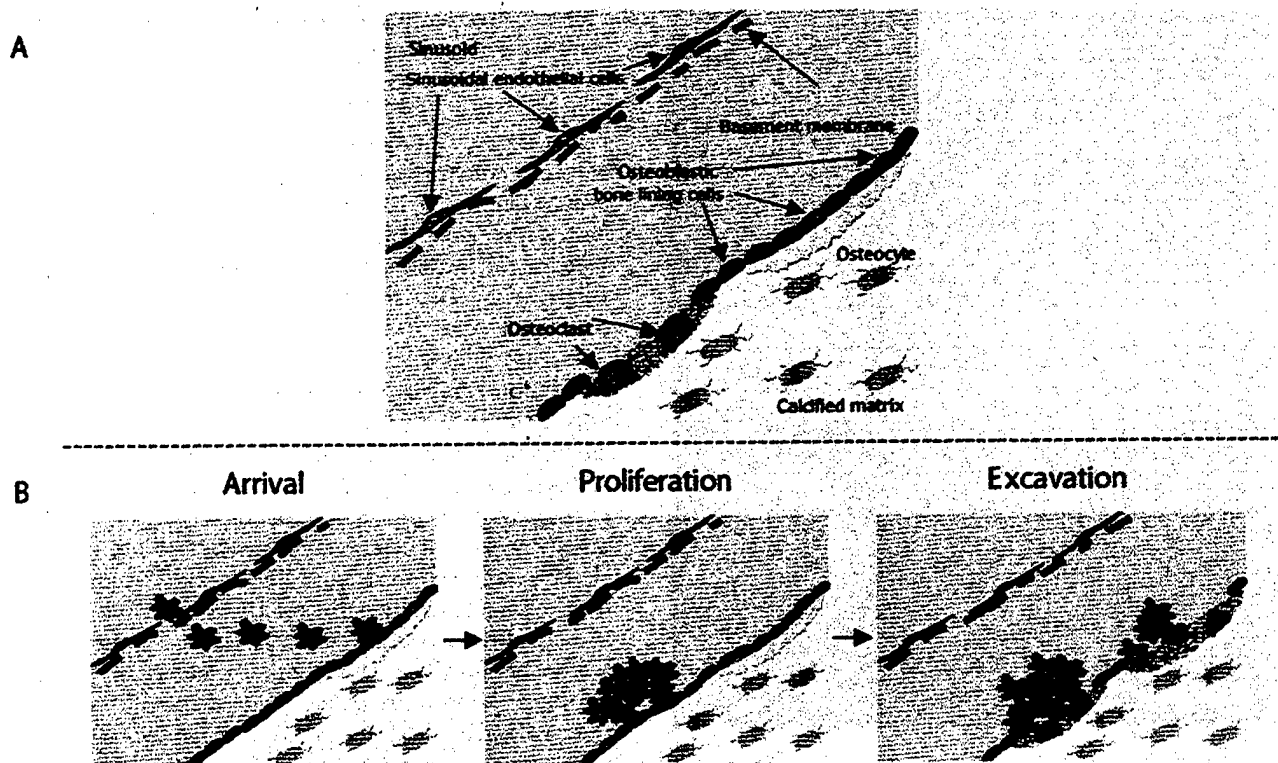 A
Sinusoid
Sinusoidal endothelial cells
Basement membrane
Osteoblastic
bone lining cells
Osteocyte
Osteoclast
C
Calcified matrix
B
Arrival
Proliferation
Excavation